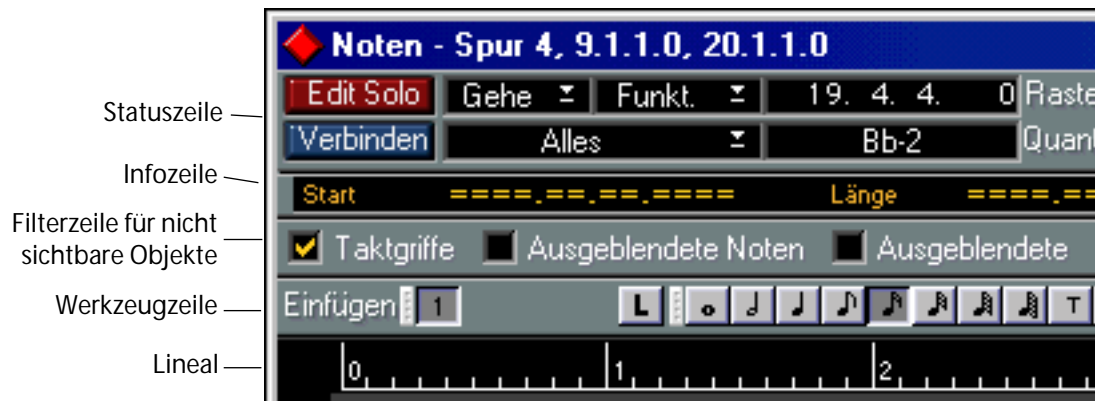 Noten - Spur 4, 9.1.1.0, 20.1.1.0
Statuszeile
Edit Solo Gehe Funkt. 19. 4. 4. 0 Raste
Verbinden Alles Bb-2 Quant
Infozeile
Start ====.==.==.==== Länge ====.==
Filterzeile für nicht
sichtbare Objekte
Taktgriffe Ausgeblendete Noten Ausgeblendete
Werkzeugzeile
Einfügen 1 L T
Lineal
0 1 2